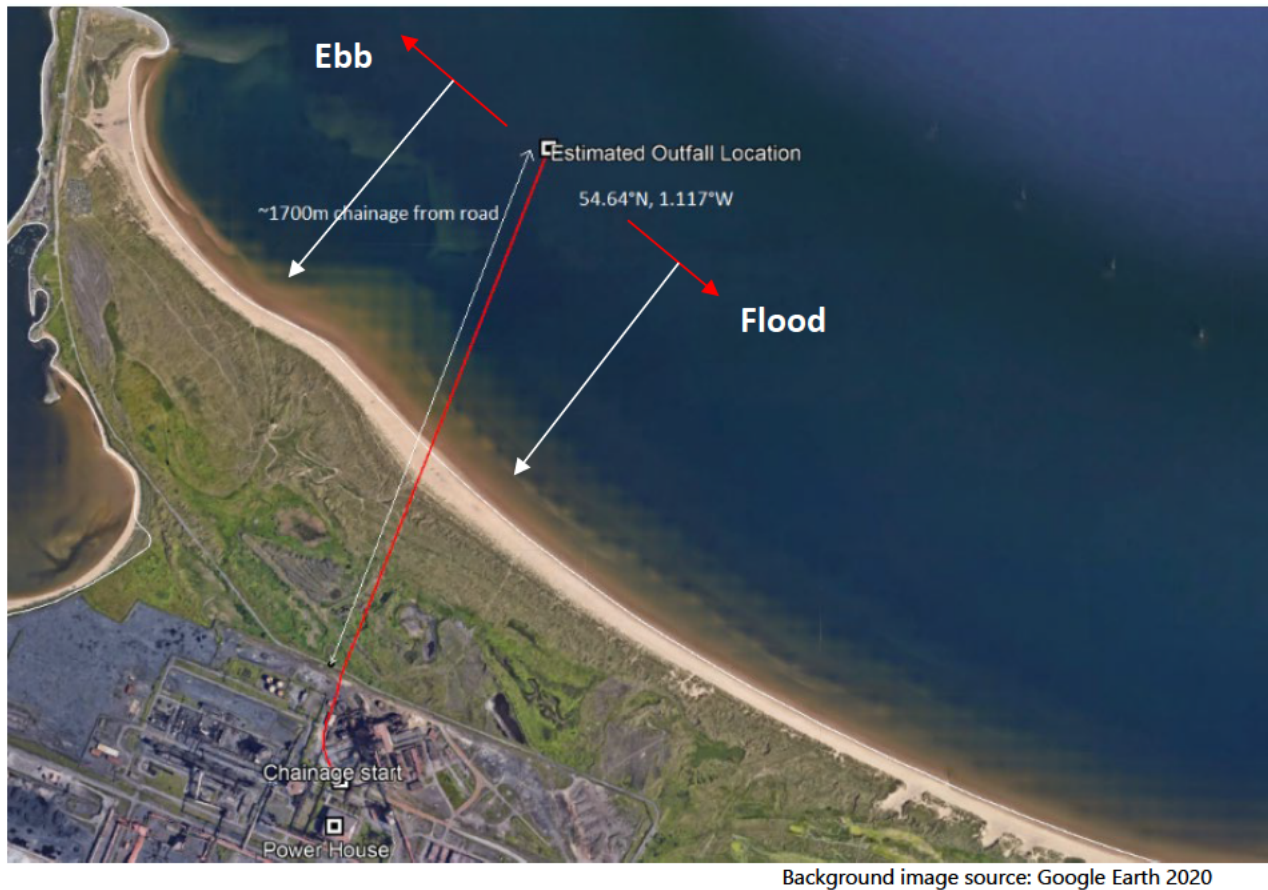 Ebb
Estimated Outfall Location
~1700m chainage from road
54.64°N, 1.117°W
Flood
Chainage start
Power House
Background image source: Google Earth 2020